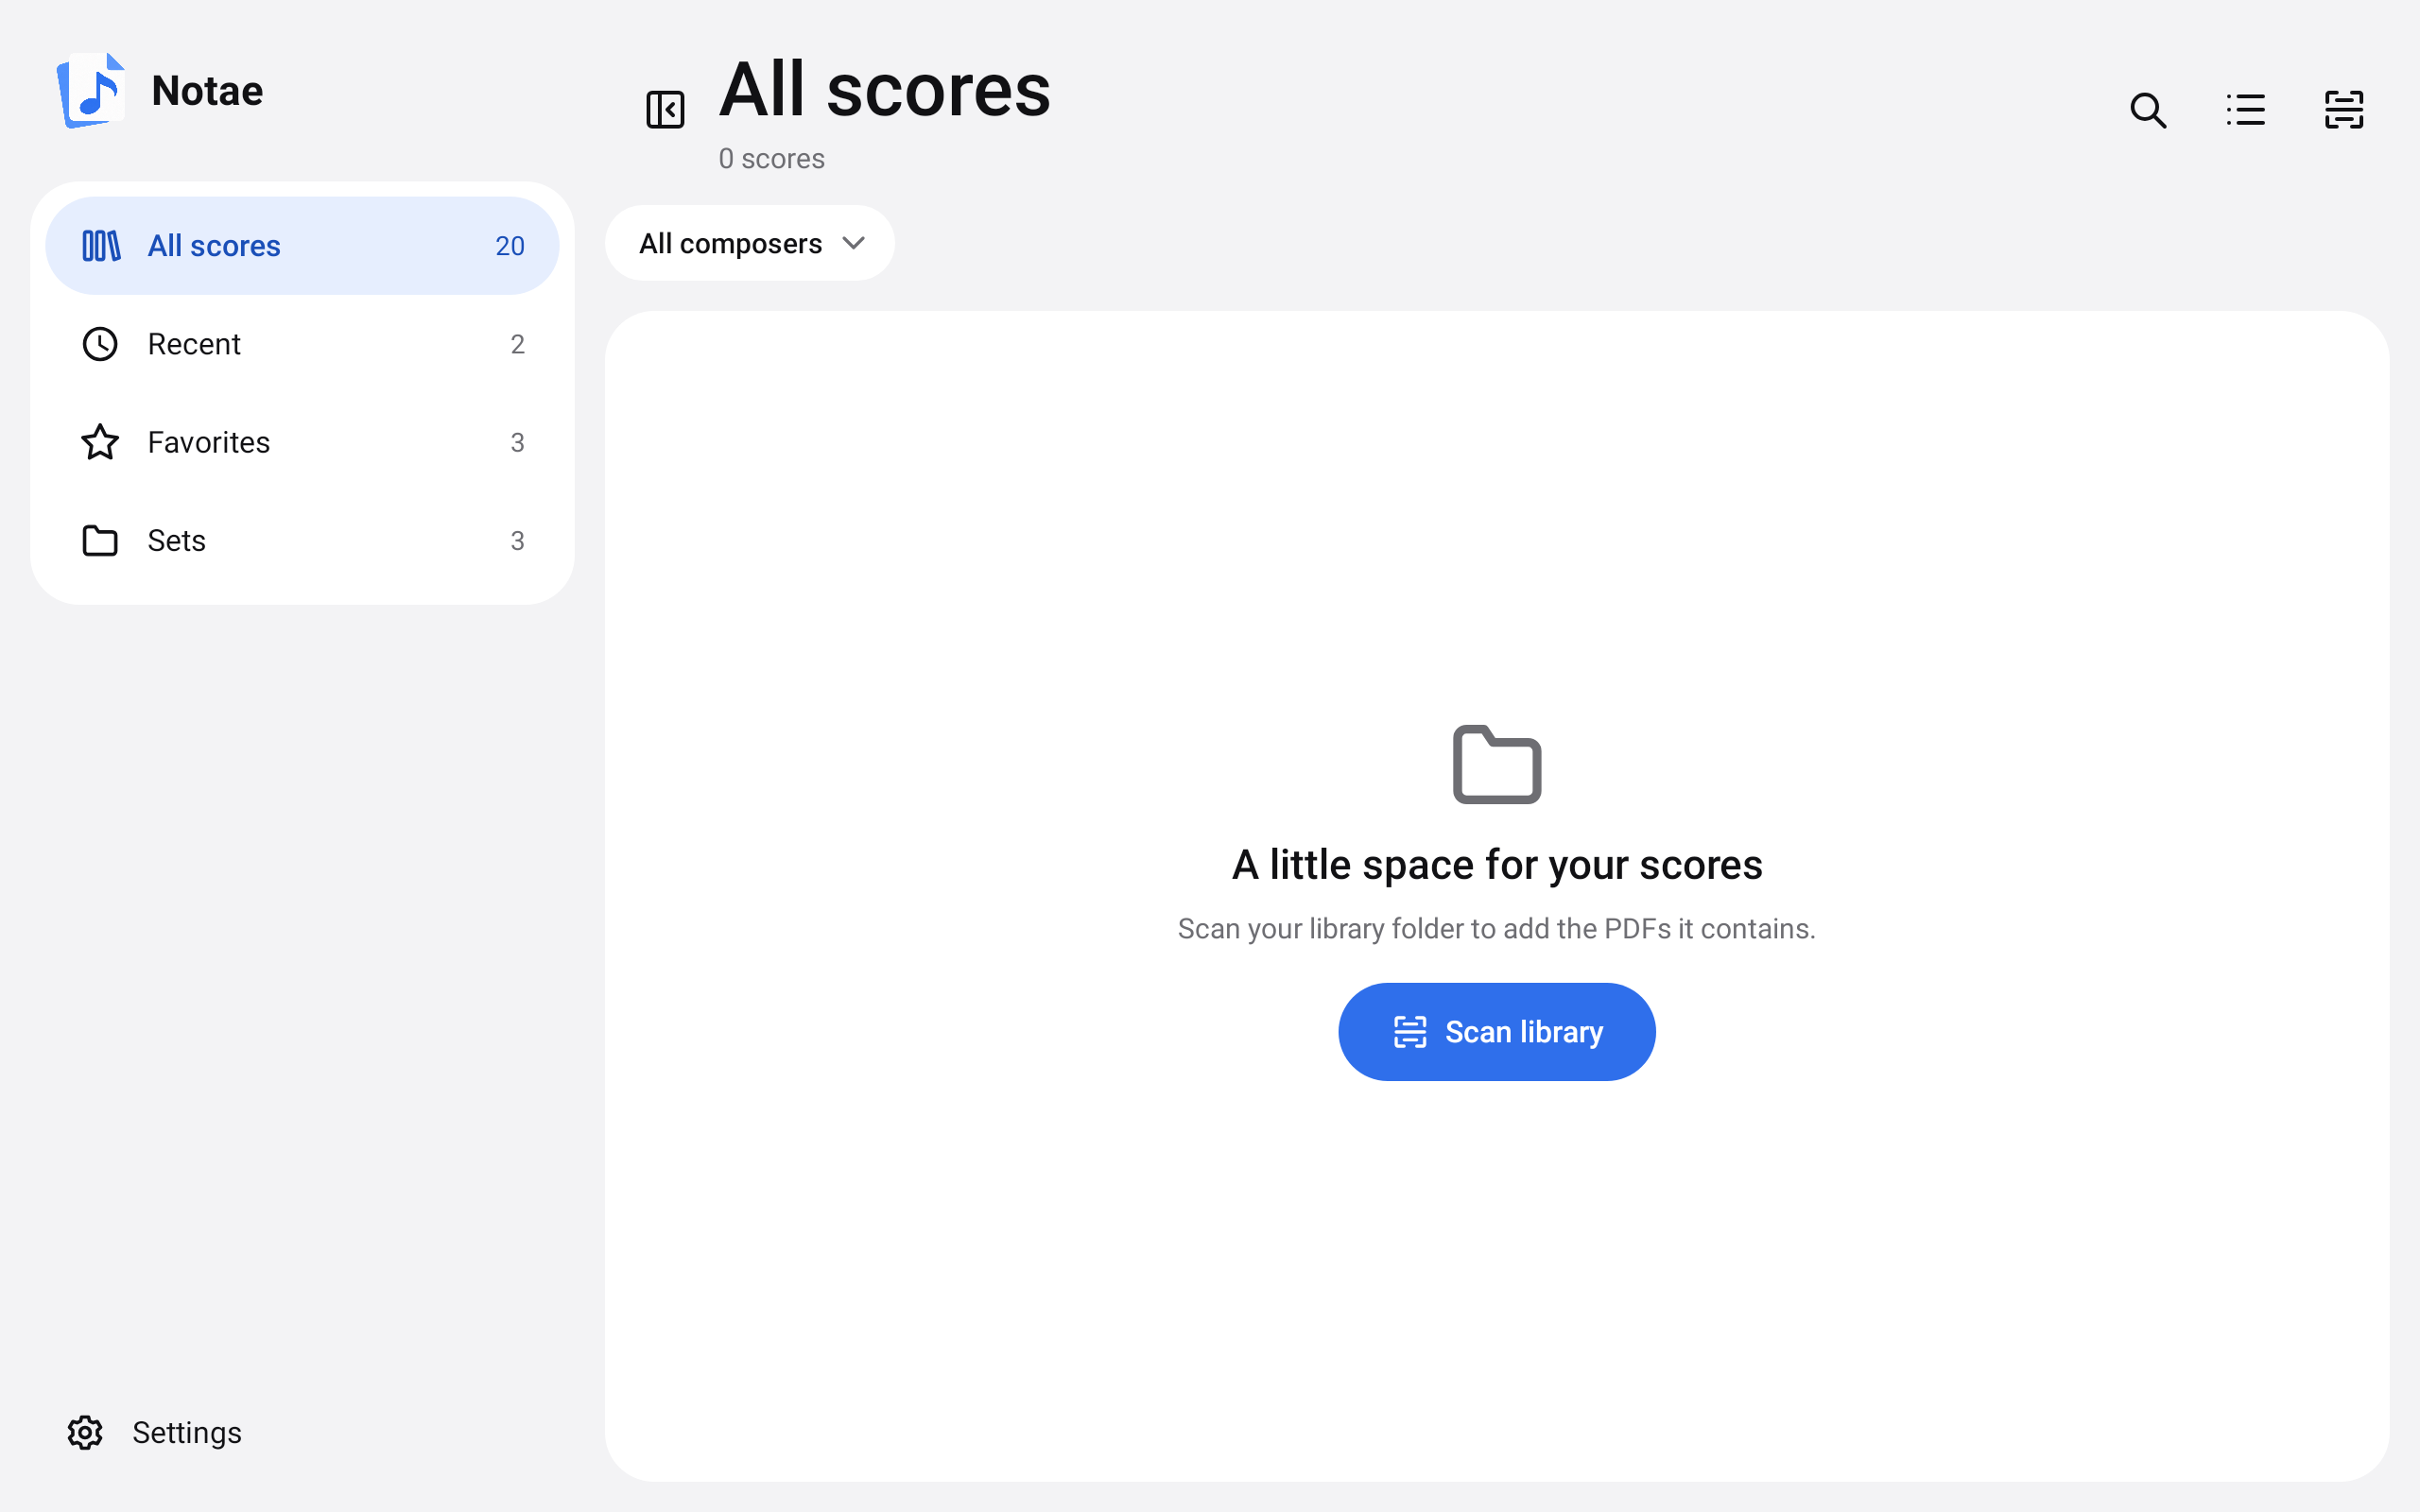 Notae
All scores
0 scores
All scores 20
Recent 2
Favorites 3
Sets 3
Settings
All composers
A little space for your scores
Scan your library folder to add the PDFs it contains.
Scan library